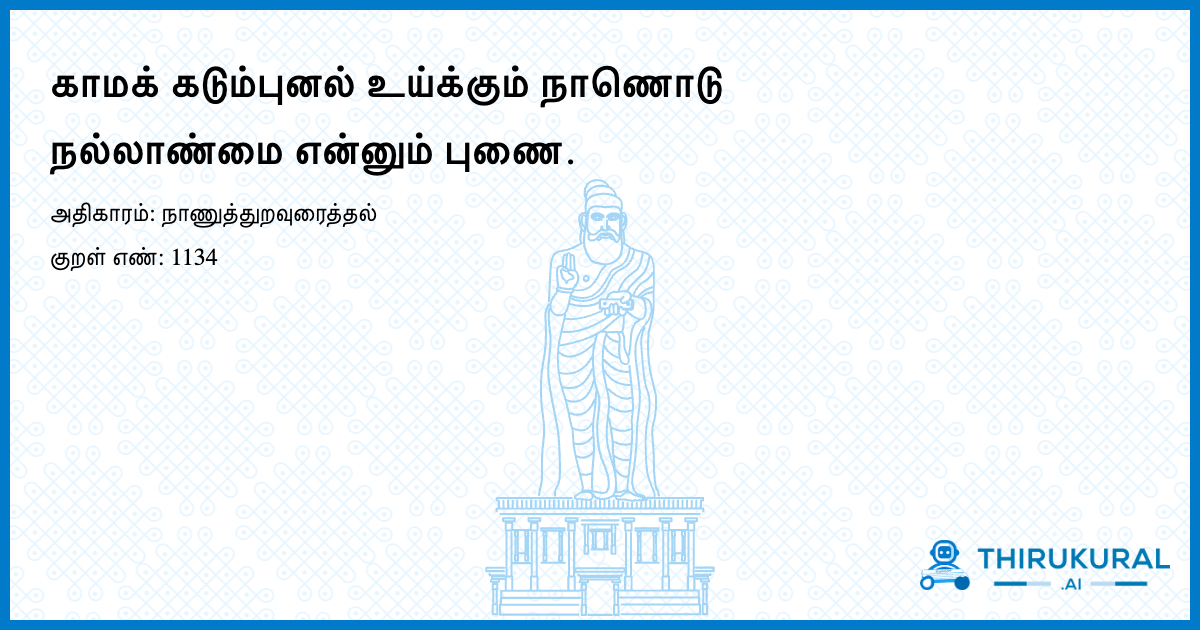 காமக் கடும்புனல் உய்க்கும் நாணொடு
நல்லாண்மை என்னும் புணை.
அதிகாரம்: நாணுத்துறவுரைத்தல்
குறள் எண்: 1134
THIRUKURAL
.AI